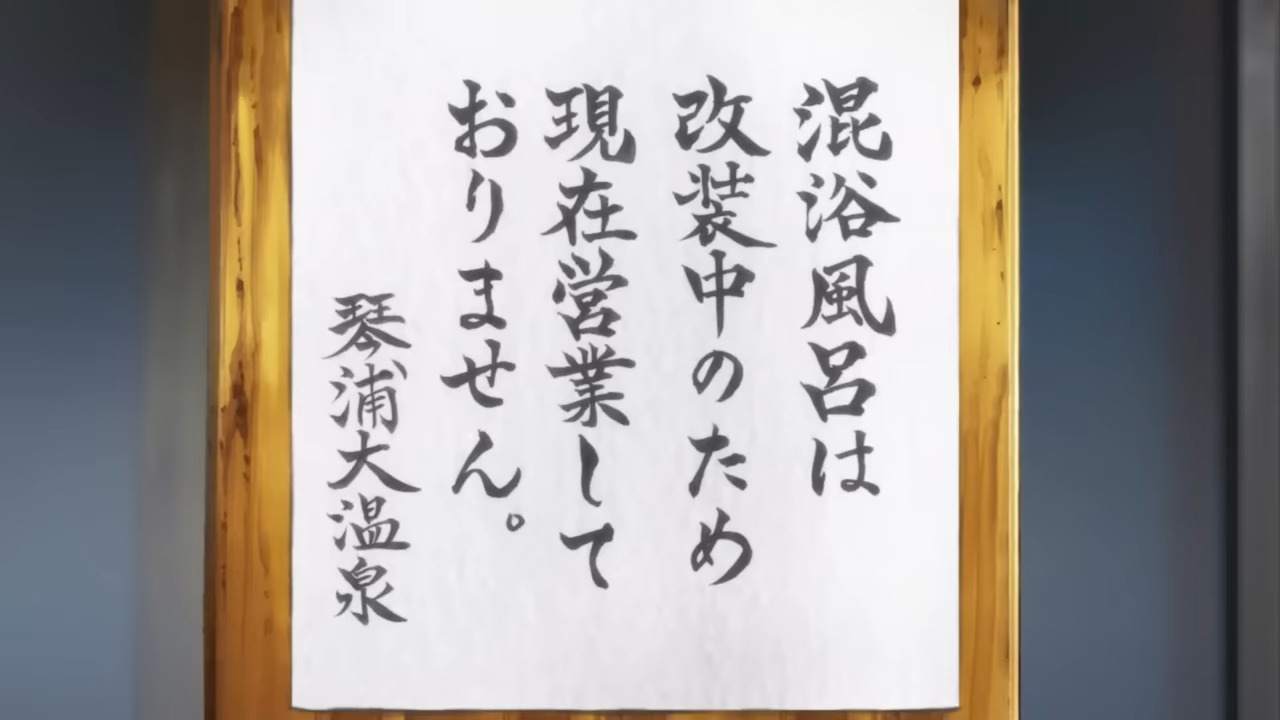 混浴風呂は
改装中のため
現在営業して
おりません。
琴浦大温泉